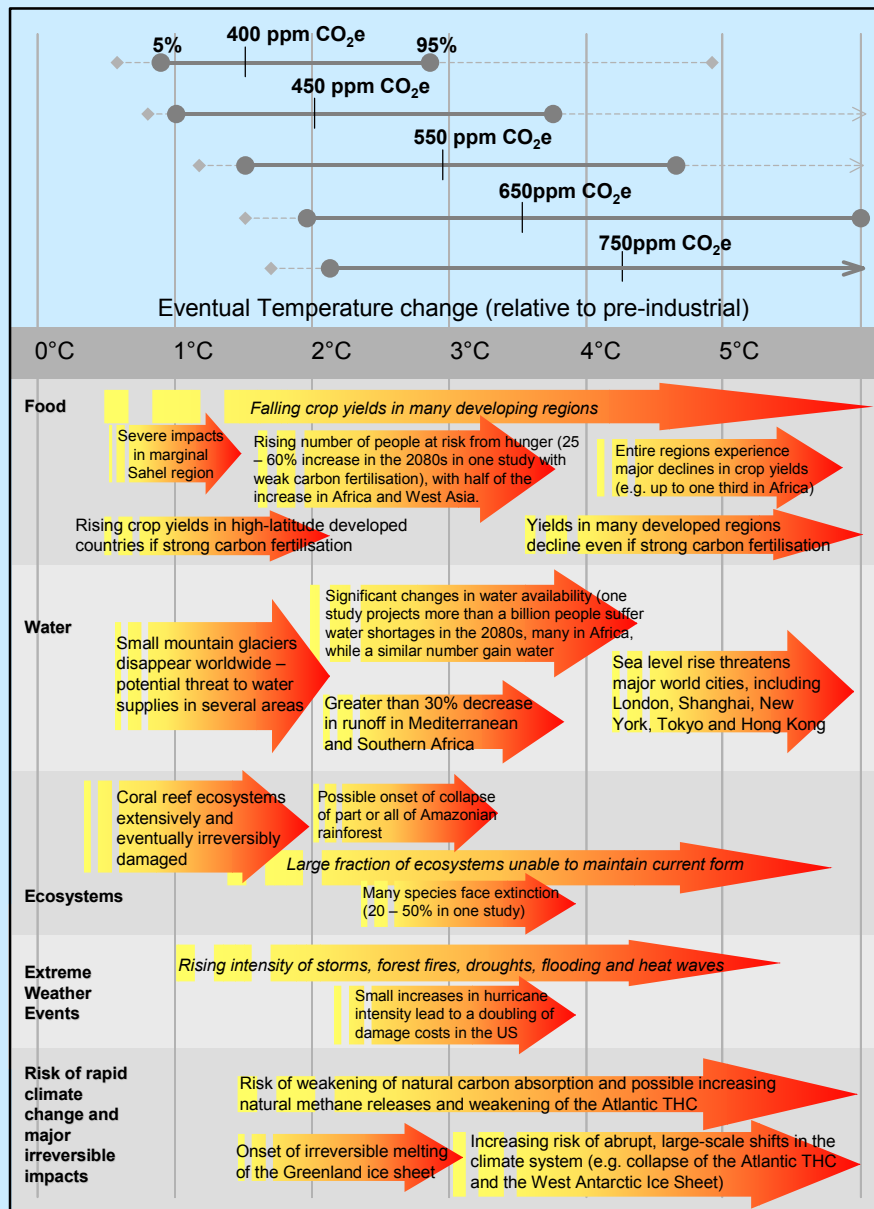 5%
400 ppm CO₂e
95%
450 ppm CO₂e
550 ppm CO₂e
650ppm CO₂e
750ppm CO₂e
Eventual Temperature change (relative to pre-industrial)
0°C 1°C 2°C 3°C 4°C 5°C
Food
Falling crop yields in many developing regions
Severe impacts
in marginal
Sahel region
Rising number of people at risk from hunger (25
– 60% increase in the 2080s in one study with
weak carbon fertilisation), with half of the
increase in Africa and West Asia.
Entire regions experience
major declines in crop yields
(e.g. up to one third in Africa)
Rising crop yields in high-latitude developed
countries if strong carbon fertilisation
Yields in many developed regions
decline even if strong carbon fertilisation
Water
Small mountain glaciers
disappear worldwide –
potential threat to water
supplies in several areas
Significant changes in water availability (one
study projects more than a billion people suffer
water shortages in the 2080s, many in Africa,
while a similar number gain water
Greater than 30% decrease
in runoff in Mediterranean
and Southern Africa
Sea level rise threatens
major world cities, including
London, Shanghai, New
York, Tokyo and Hong Kong
Ecosystems
Coral reef ecosystems
extensively and
eventually irreversibly
damaged
Possible onset of collapse
of part or all of Amazonian
rainforest
Large fraction of ecosystems unable to maintain current form
Many species face extinction
(20 – 50% in one study)
Extreme
Weather
Events
Rising intensity of storms, forest fires, droughts, flooding and heat waves
Small increases in hurricane
intensity lead to a doubling of
damage costs in the US
Risk of rapid
climate
change and
major
irreversible
impacts
Risk of weakening of natural carbon absorption and possible increasing
natural methane releases and weakening of the Atlantic THC
Onset of irreversible melting
of the Greenland ice sheet
Increasing risk of abrupt, large-scale shifts in the
climate system (e.g. collapse of the Atlantic THC
and the West Antarctic Ice Sheet)